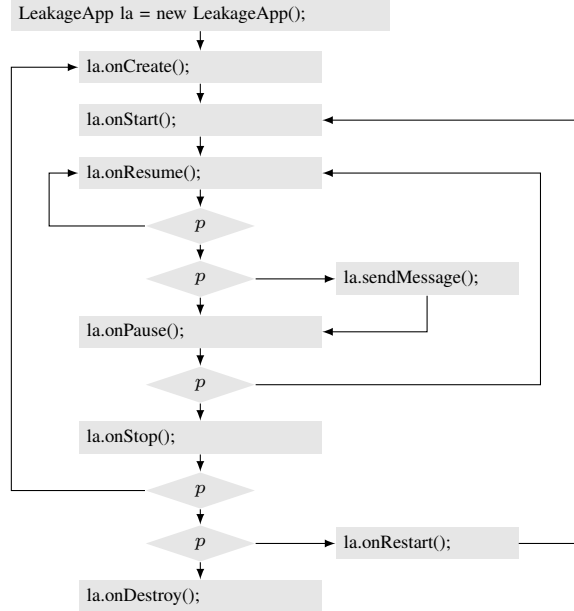 LeakageApp la = new LeakageApp();
la.onCreate();
la.onStart();
la.onResume();
p
p
la.sendMessage();
la.onPause();
p
la.onStop();
p
p
la.onRestart();
la.onDestroy();